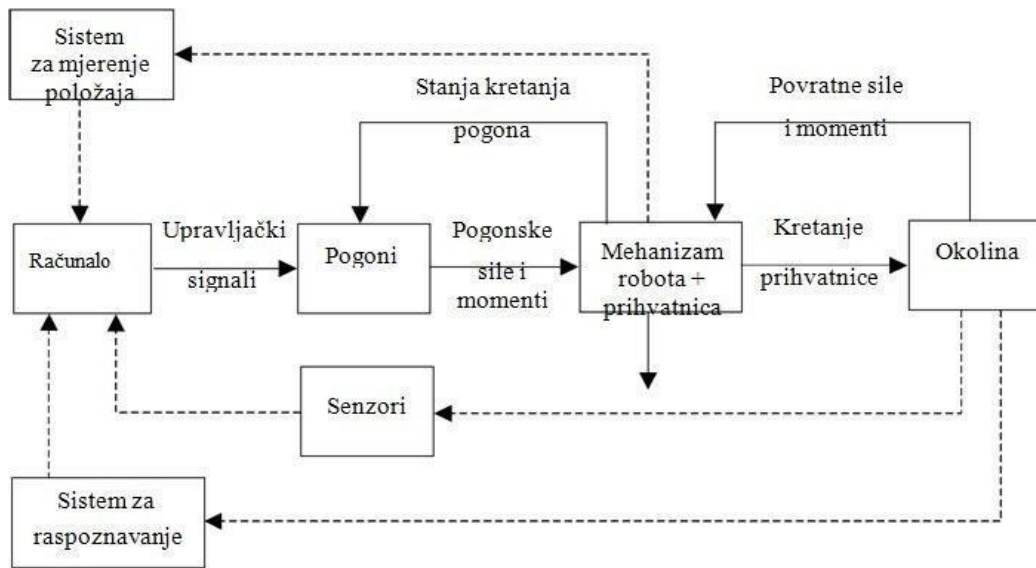 Sistem
za mjerenje
položaja
Stanja kretanja
pogona
Povratne sile
i momenti
Računalo
Upravljački
signali
Pogoni
Pogonske
sile i
momenti
Mehanizam
robota +
prihvatnica
Kretanje
prihvatnice
Okolina
Senzori
Sistem za
raspoznavanje